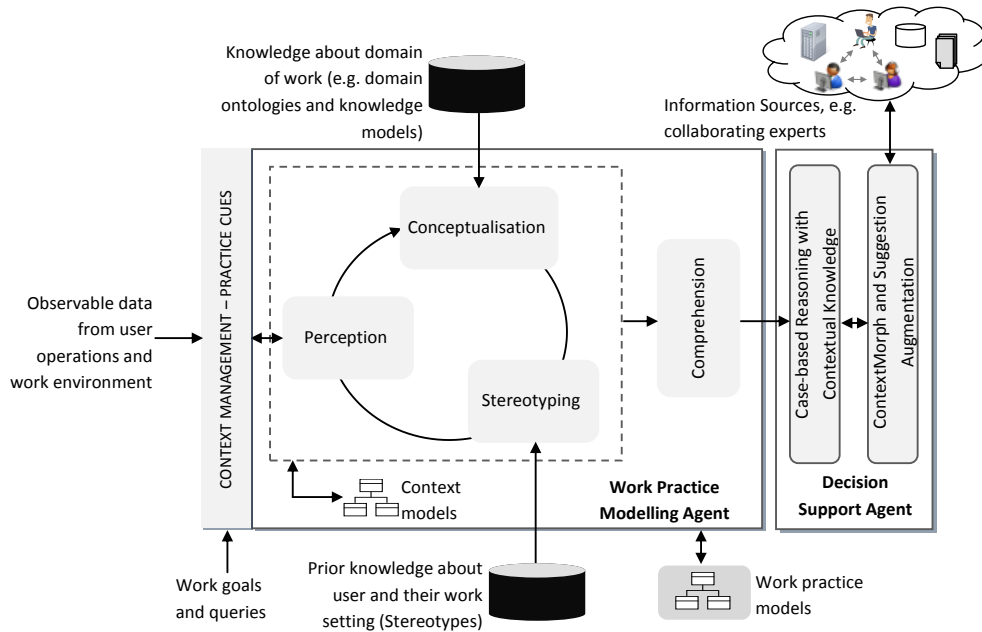 Knowledge about domain
of work (e.g. domain
ontologies and knowledge
models)
Information Sources, e.g.
collaborating experts
CONTEXT MANAGEMENT – PRACTICE CUES
Conceptualisation
Perception
Stereotyping
Comprehension
Case-based Reasoning with
Contextual Knowledge
ContextMorph and Suggestion
Augmentation
Observable data
from user
operations and
work environment
Context
models
Work Practice
Modelling Agent
Decision
Support Agent
Work goals
and queries
Prior knowledge about
user and their work
setting (Stereotypes)
Work practice
models